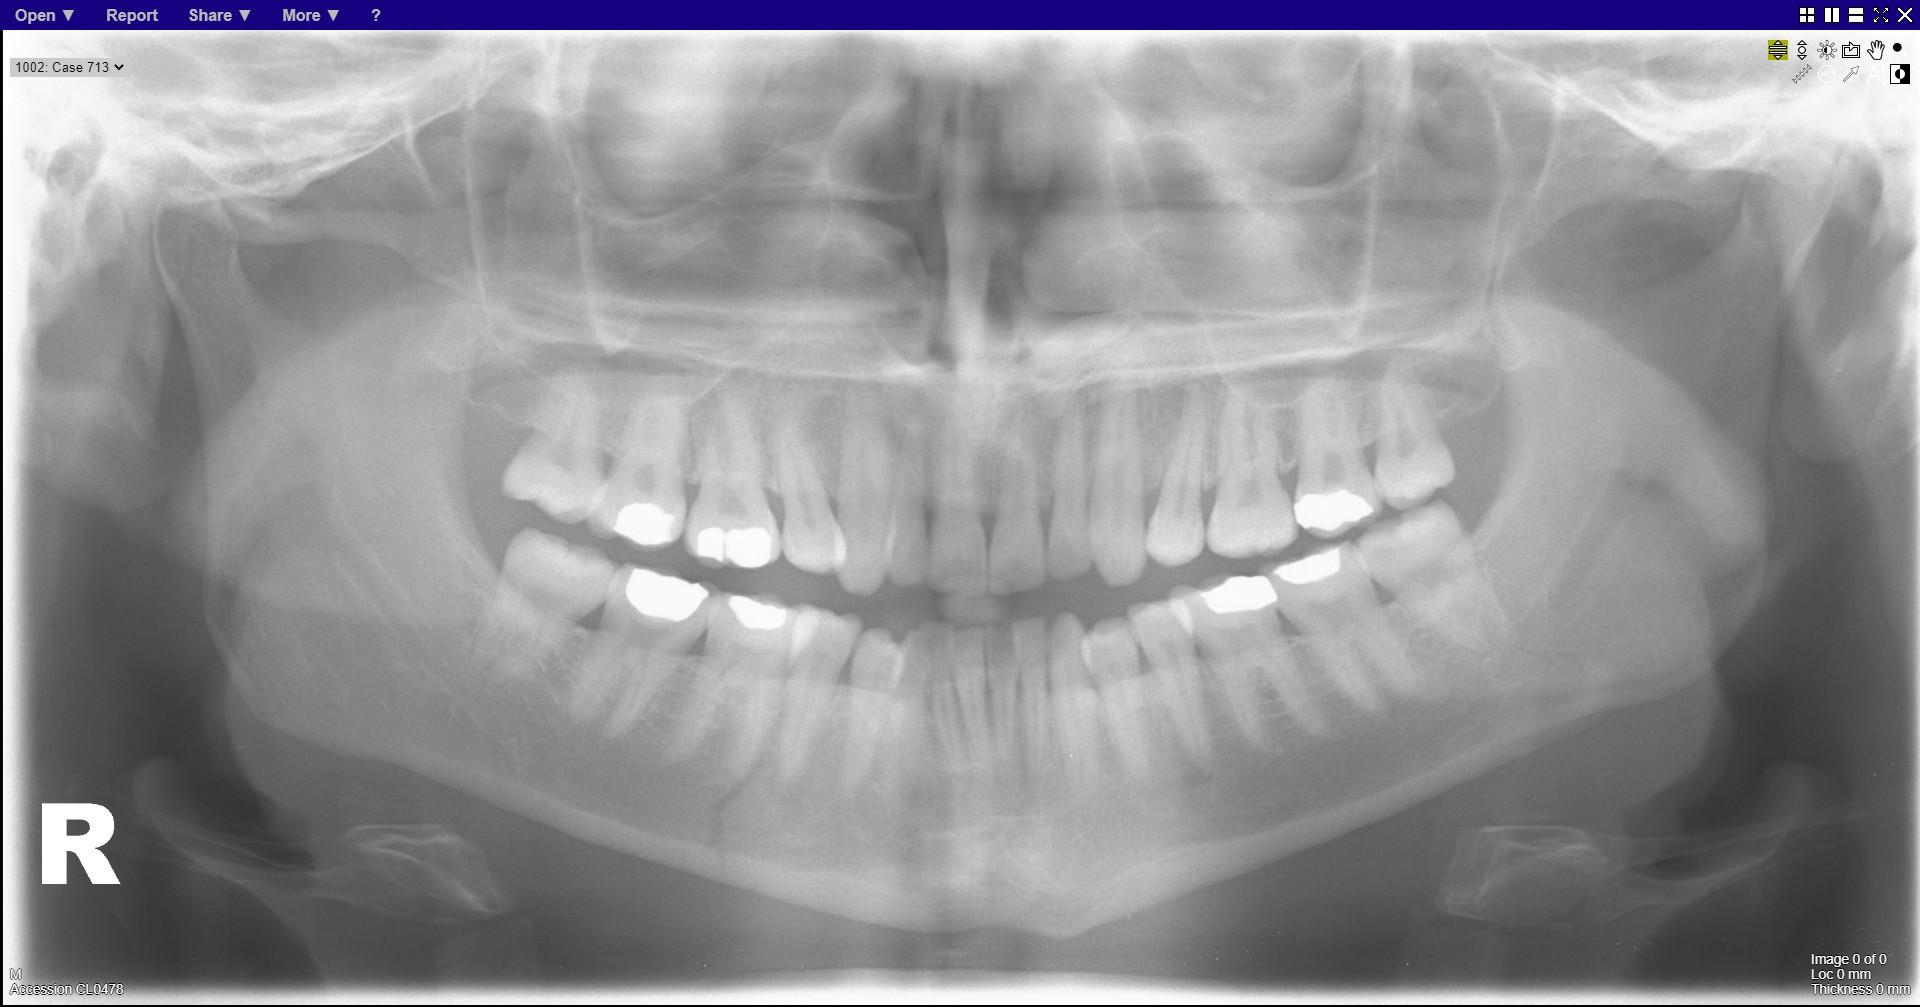 Open ▼ Report Share ▼ More ▼ ?
1002: Case 713
R
M
Accession CL0478
Image 0 of 0
Loc 0 mm
Thickness 0 mm